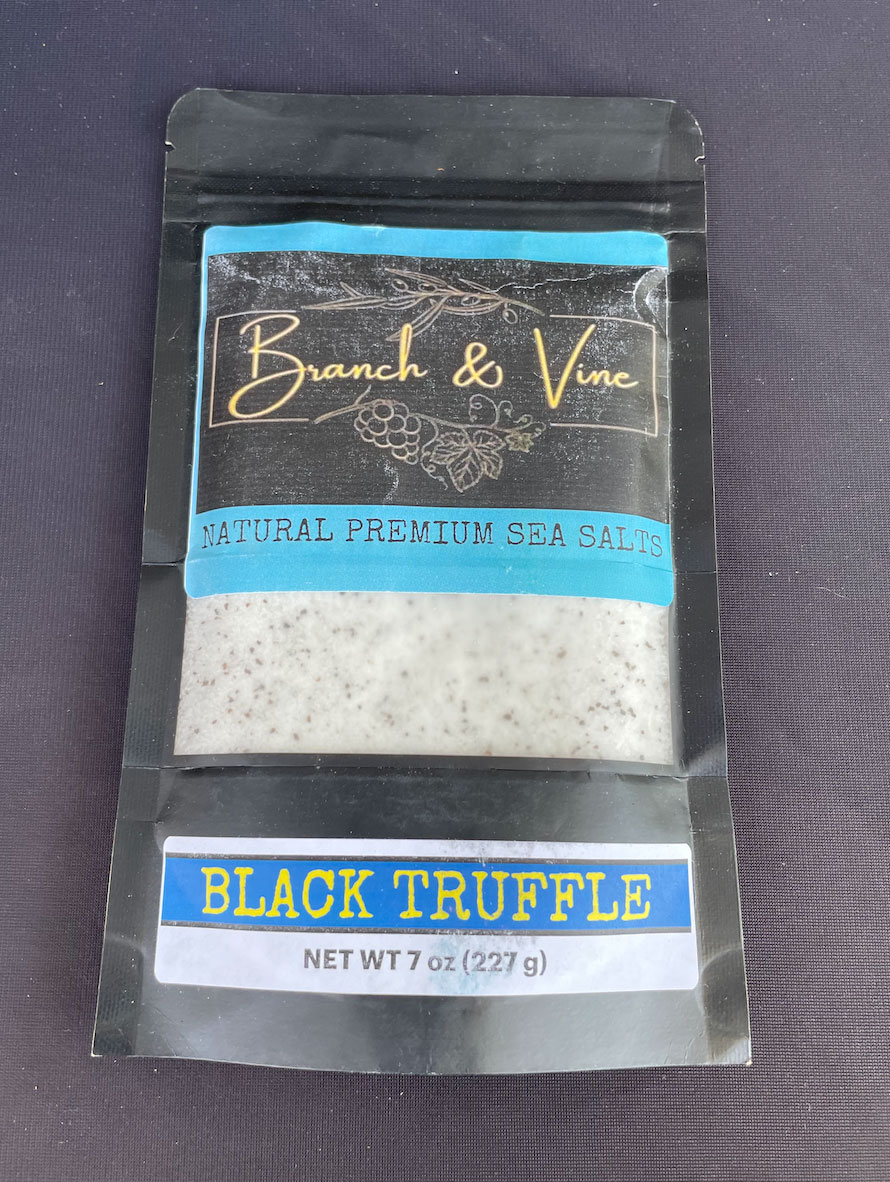 Branch & Vine
NATURAL PREMIUM SEA SALTS
BLACK TRUFFLE
NET WT 7 oz (227 g)